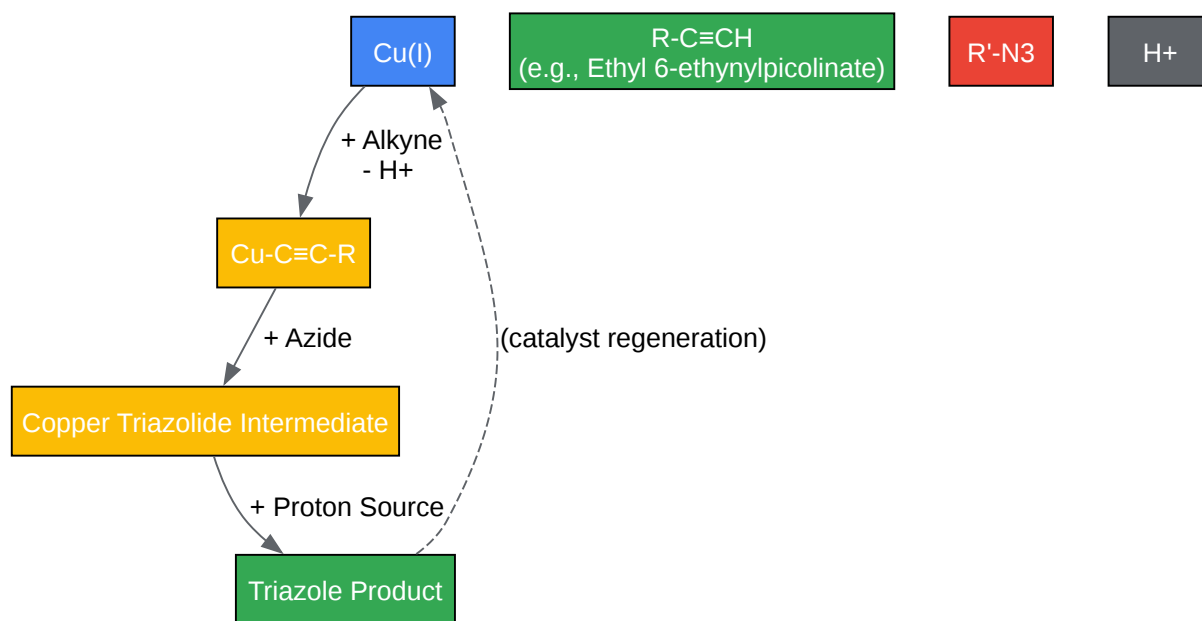 Cu(I)
R-C≡CH
(e.g., Ethyl 6-ethynylpicolinate)
R'-N3
H+
+ Alkyne
- H+
Cu-C≡C-R
+ Azide
(catalyst regeneration)
Copper Triazolide Intermediate
+ Proton Source
Triazole Product